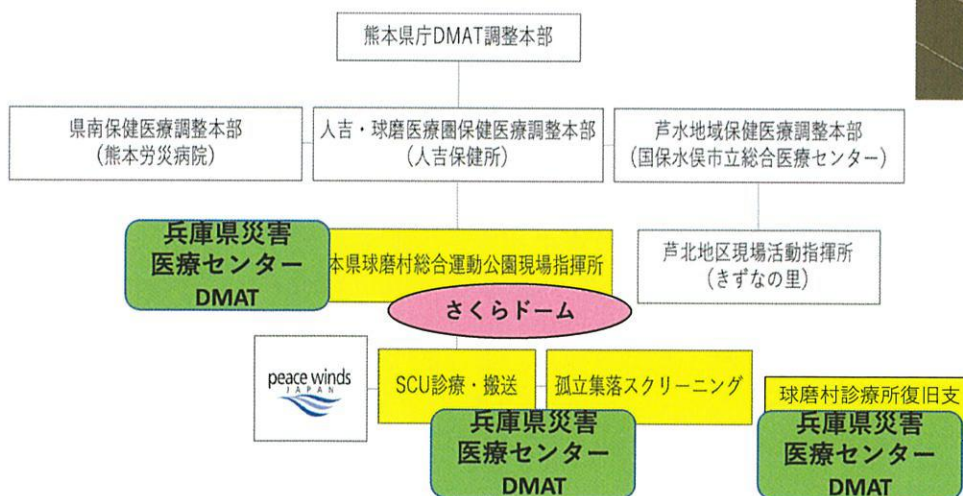 熊本県庁DMAT調整本部
県南保健医療調整本部
(熊本労災病院)
人吉・球磨医療圏保健医療調整本部
(人吉保健所)
芦水地域保健医療調整本部
(国保水俣市立総合医療センター)
兵庫県災害
医療センター
DMAT
本県球磨村総合運動公園現場指揮所
芦北地区現場活動指揮所
(きずなの里)
さくらドーム
peace winds
JAPAN
SCU診療・搬送
孤立集落スクリーニング
球磨村診療所復旧支
兵庫県災害
医療センター
DMAT
兵庫県災害
医療センター
DMAT